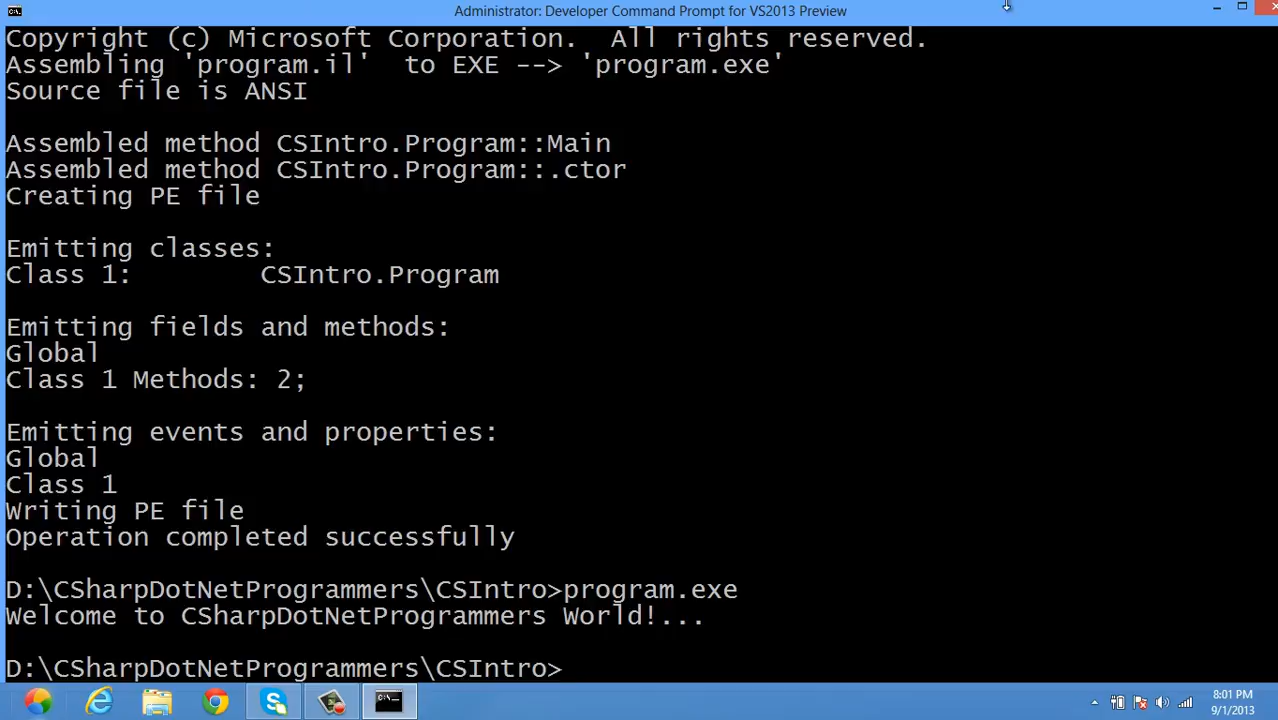 Administrator: Developer Command Prompt for VS2013 Preview
Copyright (c) Microsoft Corporation.  All rights reserved.
Assembling 'program.il'  to EXE --> 'program.exe'
Source file is ANSI
Assembled method CSIntro.Program::Main
Assembled method CSIntro.Program::.ctor
Creating PE file
Emitting classes:
Class 1:        CSIntro.Program
Emitting fields and methods:
Global
Class 1 Methods: 2;
Emitting events and properties:
Global
Class 1
Writing PE file
Operation completed successfully
D:\CSharpDotNetProgrammers\CSIntro>program.exe
Welcome to CSharpDotNetProgrammers World!...
D:\CSharpDotNetProgrammers\CSIntro>
8:01 PM
9/1/2013